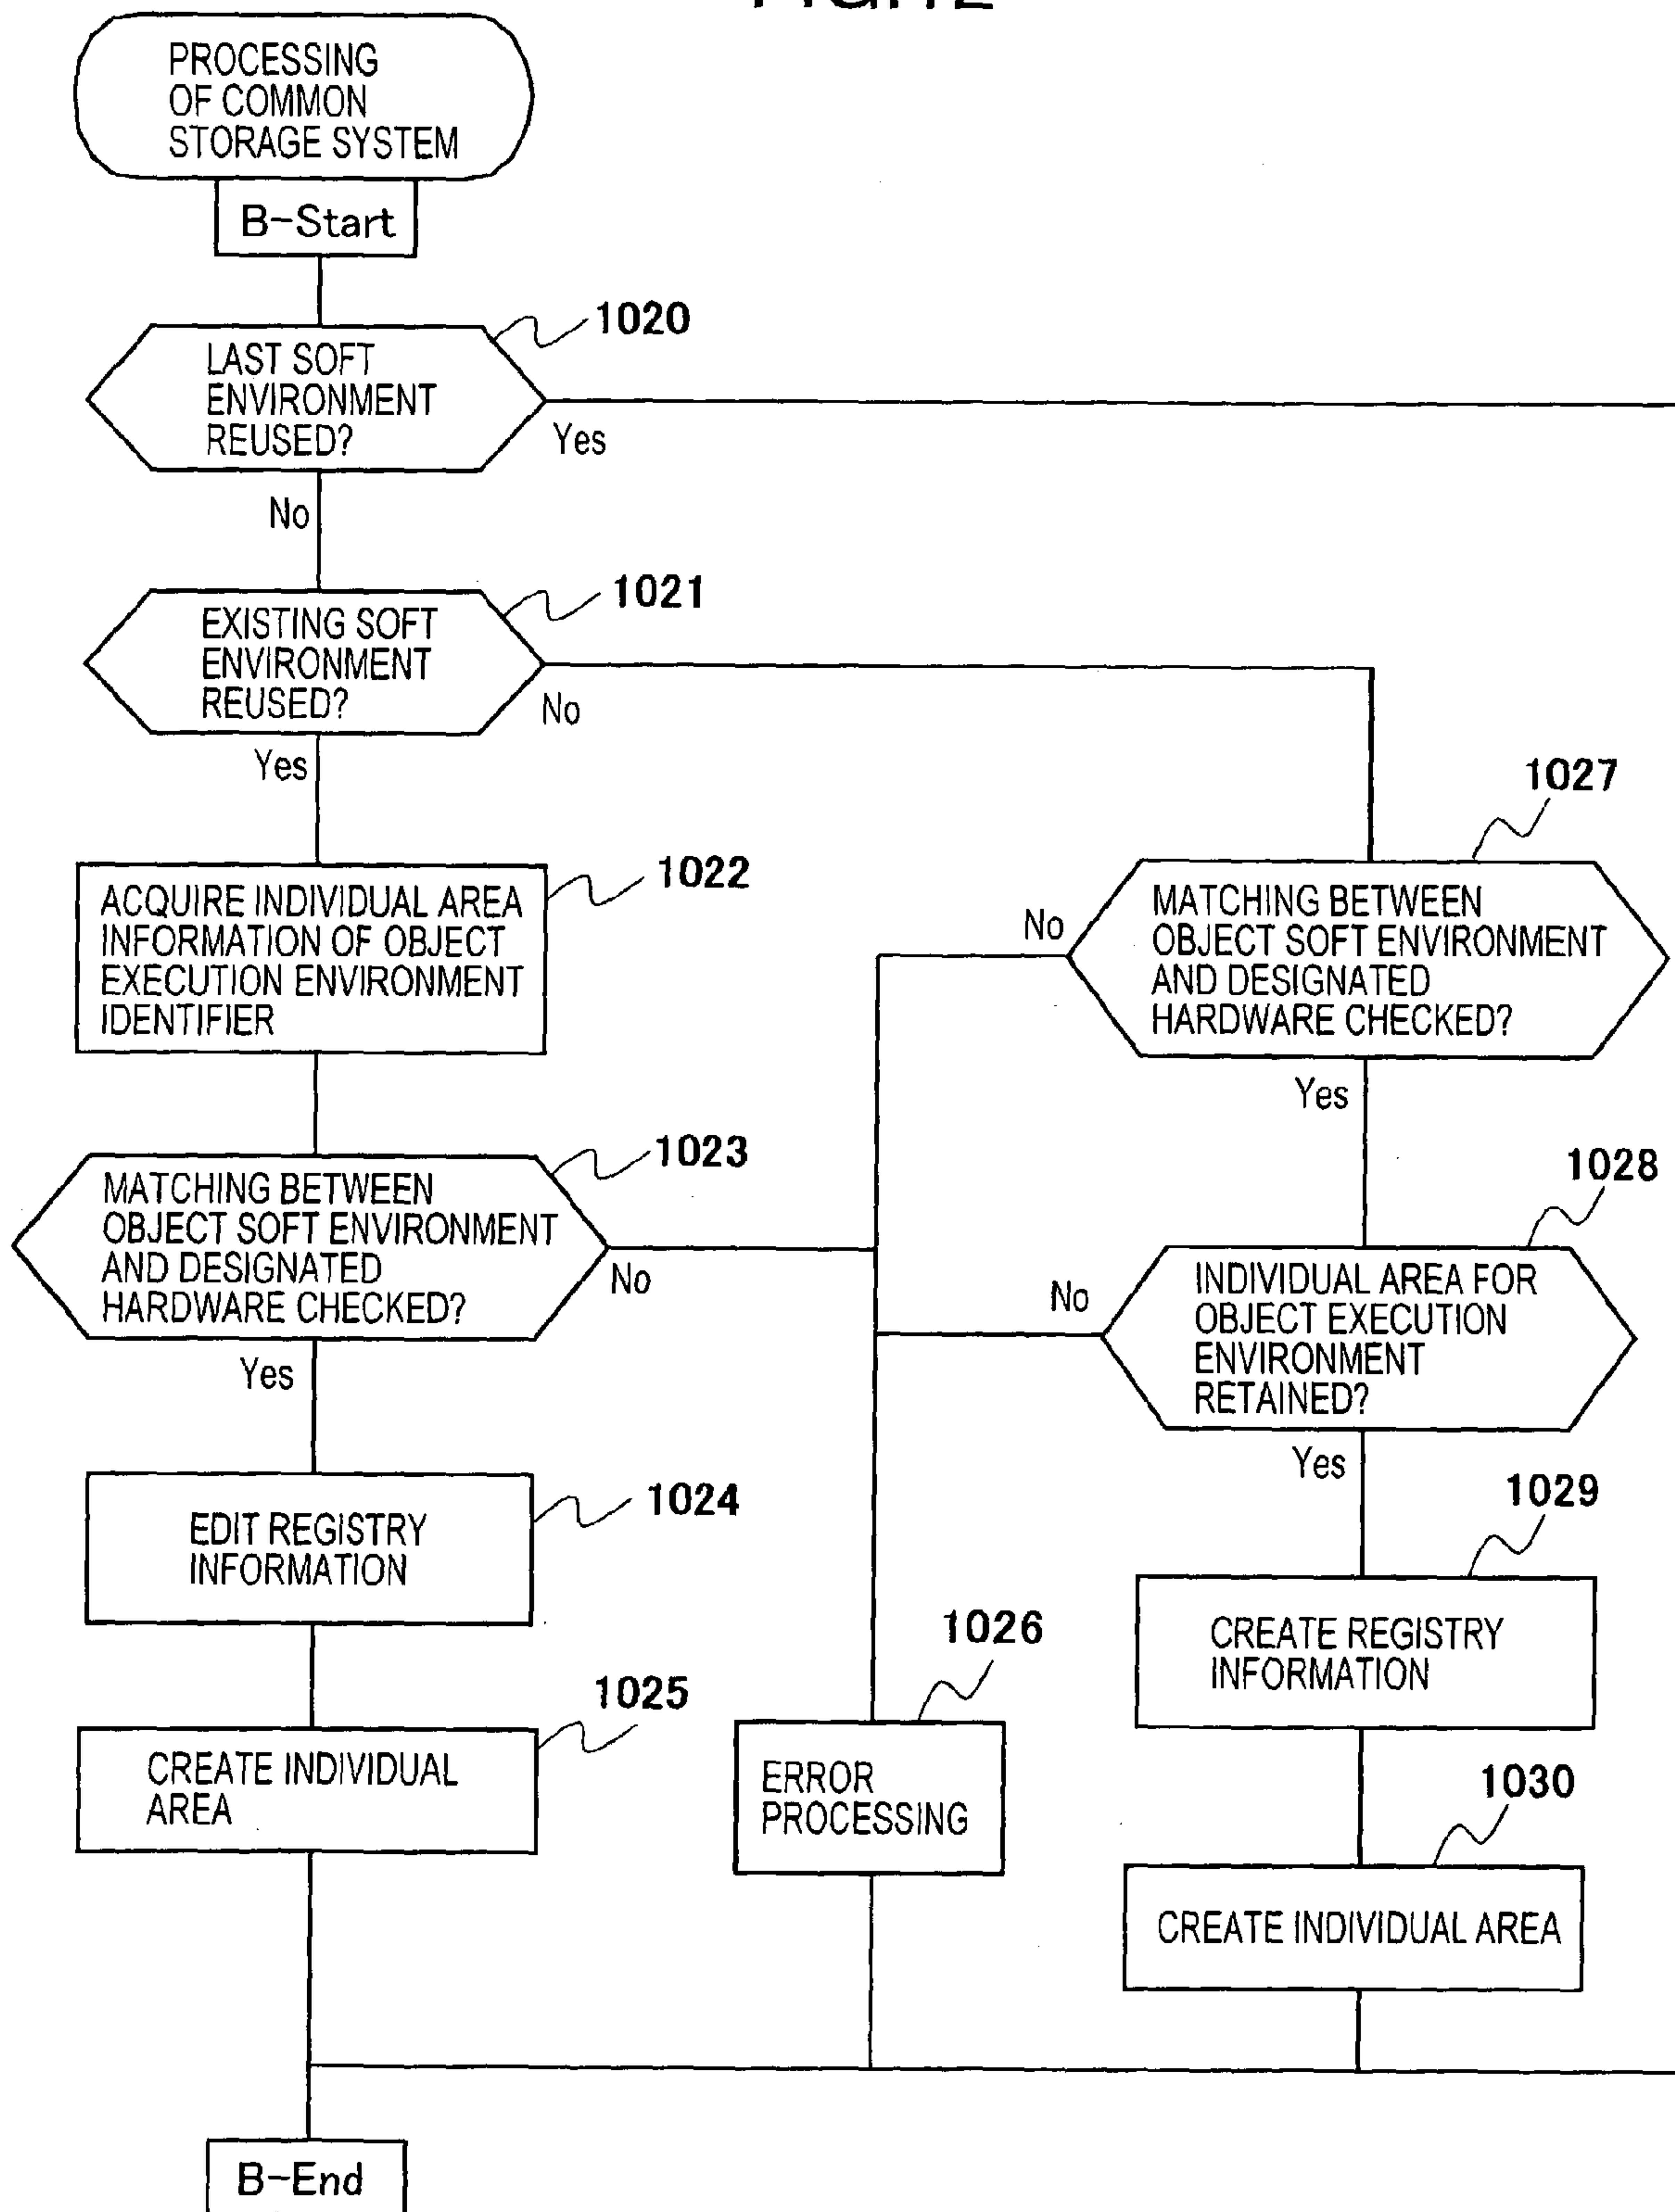 PROCESSING
OF COMMON
STORAGE SYSTEM
B-Start
1020
LAST SOFT
ENVIRONMENT
REUSED?
Yes
No
1021
EXISTING SOFT
ENVIRONMENT
REUSED?
No
Yes
1022
ACQUIRE INDIVIDUAL AREA
INFORMATION OF OBJECT
EXECUTION ENVIRONMENT
IDENTIFIER
1023
MATCHING BETWEEN
OBJECT SOFT ENVIRONMENT
AND DESIGNATED
HARDWARE CHECKED?
No
Yes
1024
EDIT REGISTRY
INFORMATION
1025
CREATE INDIVIDUAL
AREA
1026
ERROR
PROCESSING
1027
MATCHING BETWEEN
OBJECT SOFT ENVIRONMENT
AND DESIGNATED
HARDWARE CHECKED?
No
Yes
1028
INDIVIDUAL AREA FOR
OBJECT EXECUTION
ENVIRONMENT
RETAINED?
No
Yes
1029
CREATE REGISTRY
INFORMATION
1030
CREATE INDIVIDUAL AREA
B-End